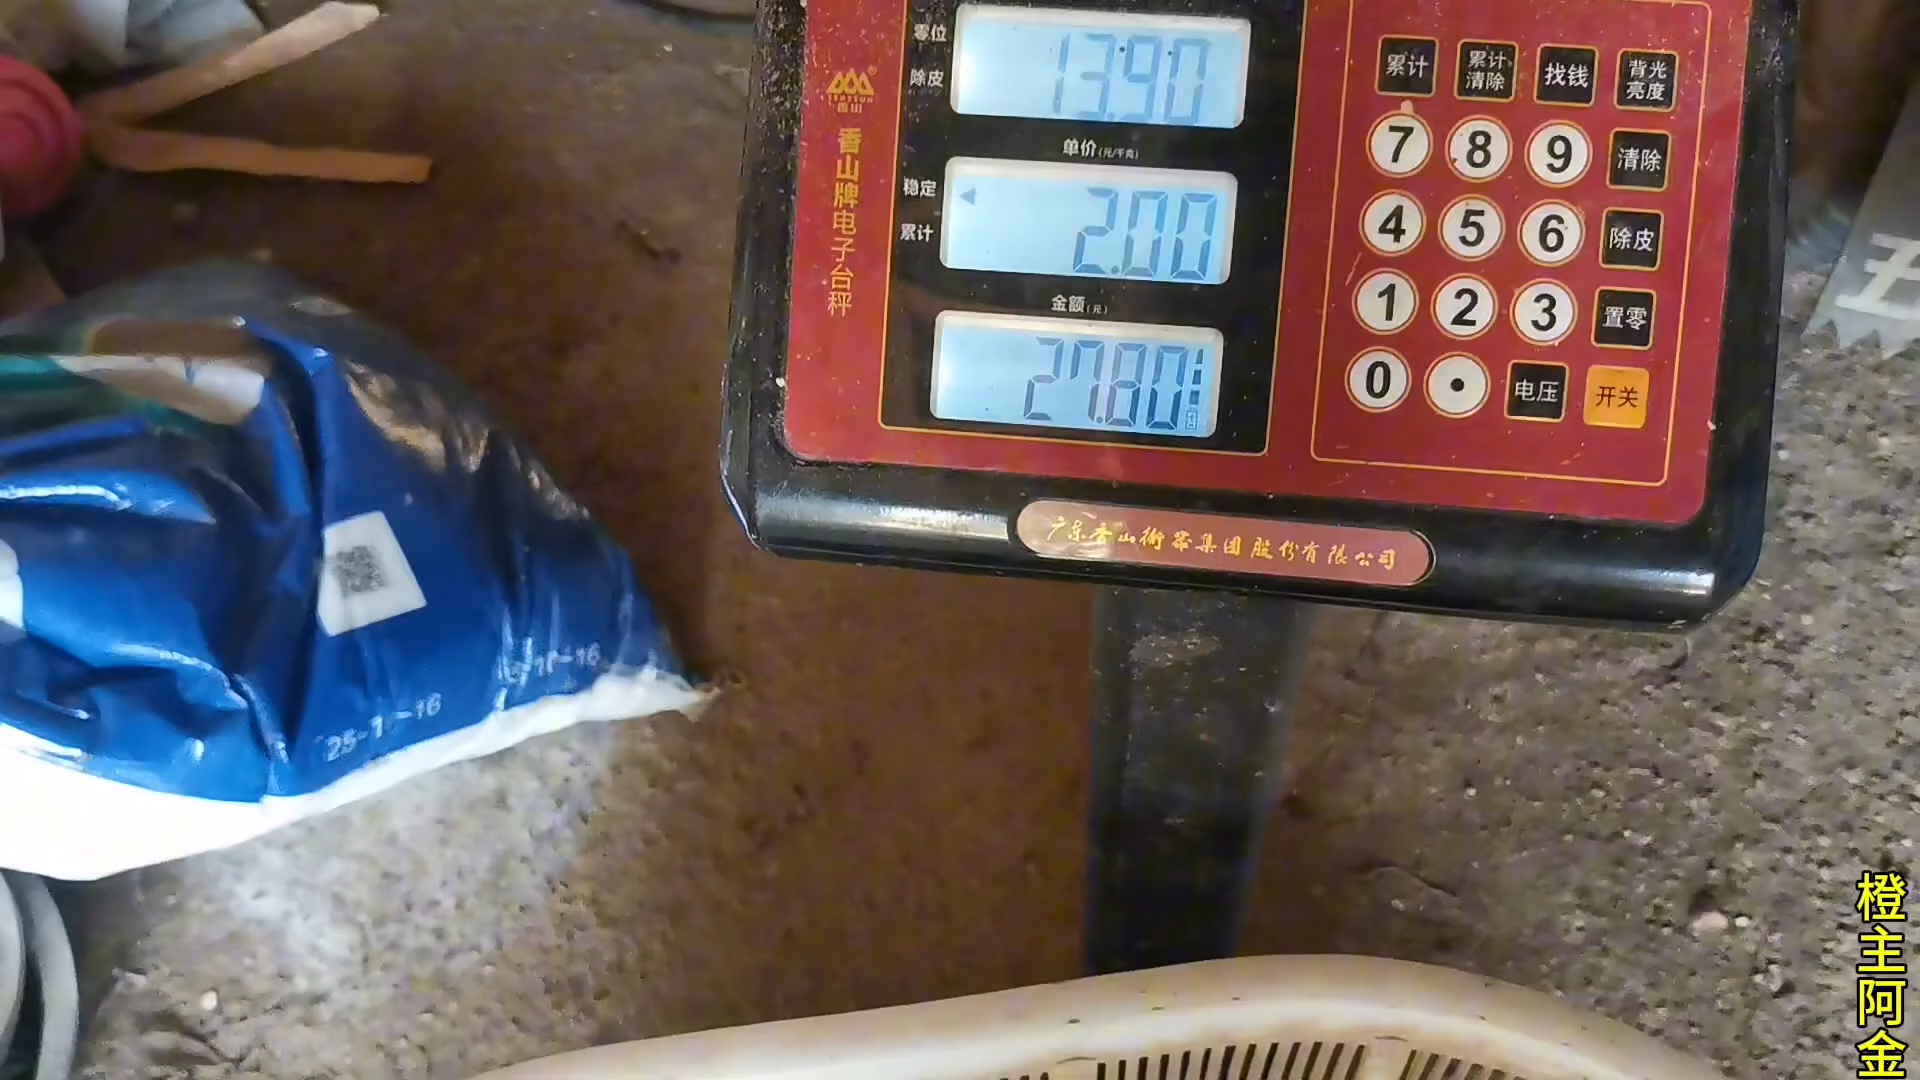 零位
13.90
除皮
单价(元/千克)
稳定
2.00
累计
金额(元)
27.80
香山
香山牌电子台秤
累计 累计清除 找钱 背光亮度
7 8 9 清除
4 5 6 除皮
1 2 3 置零
0 • 电压 开关
广东香山衡器集团股份有限公司
橙主阿金